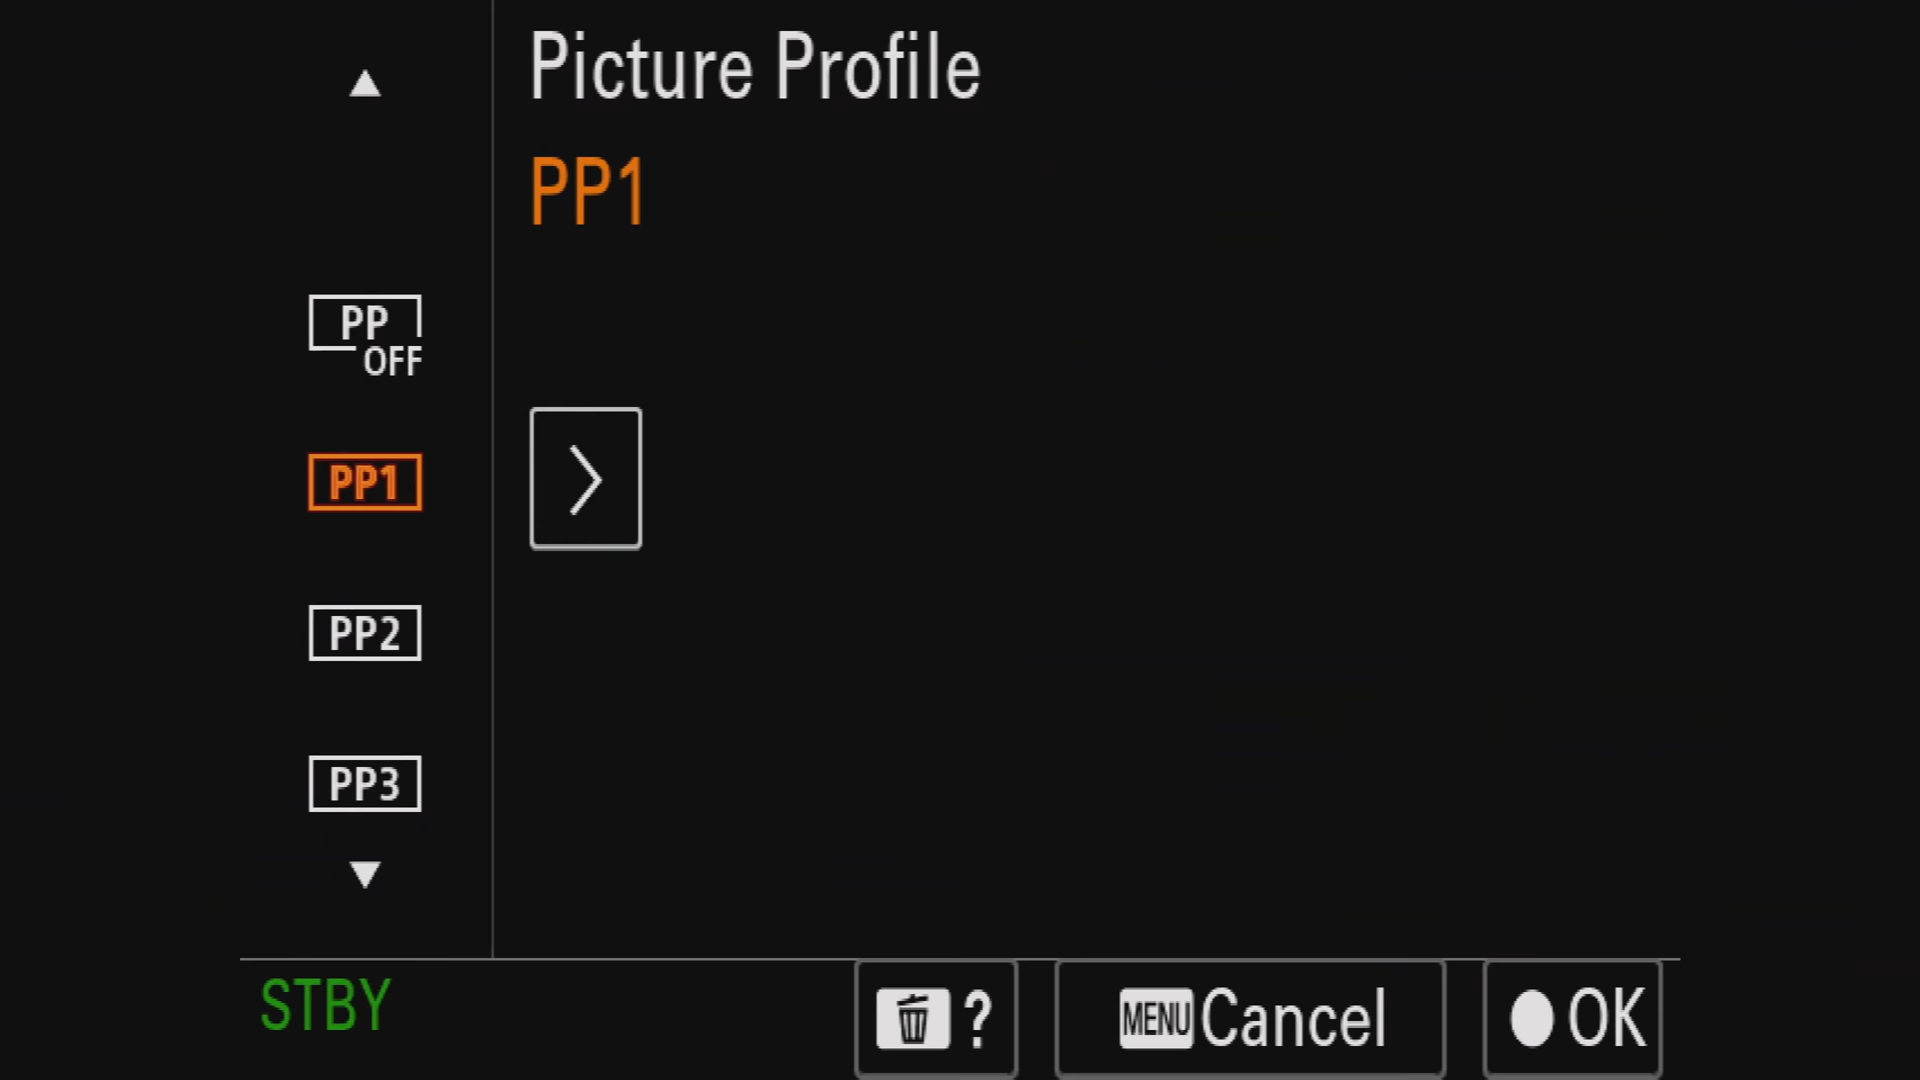 Picture Profile
PP1
PP
OFF
PP1
PP2
PP3
STBY
?
MENU Cancel
OK